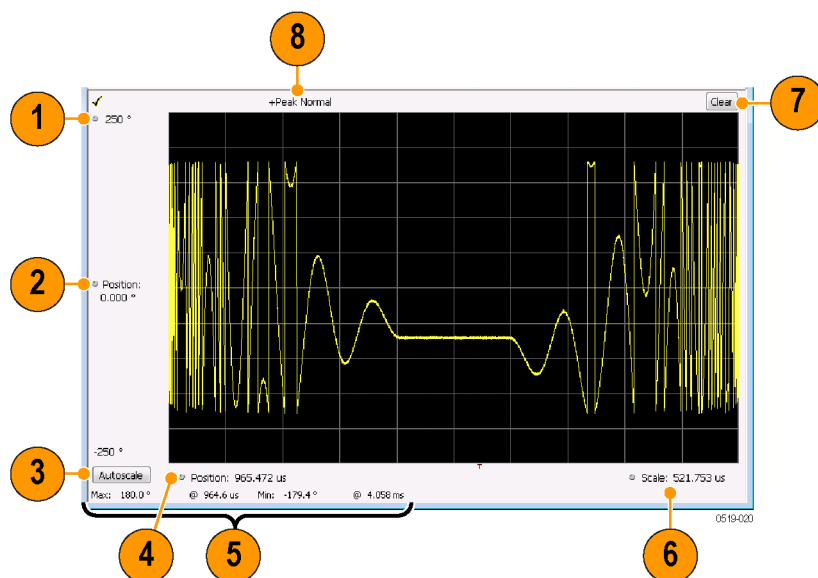 8
+Peak Normal
Clear
7
1
250 °
2
Position:
0.000 °
-250 °
3
Autoscale
Position: 965.472 us
T
Scale: 521.753 us
Max: 180.0 ° @ 964.6 us Min: -179.4 ° @ 4.058 ms
0519-020
4
5
6